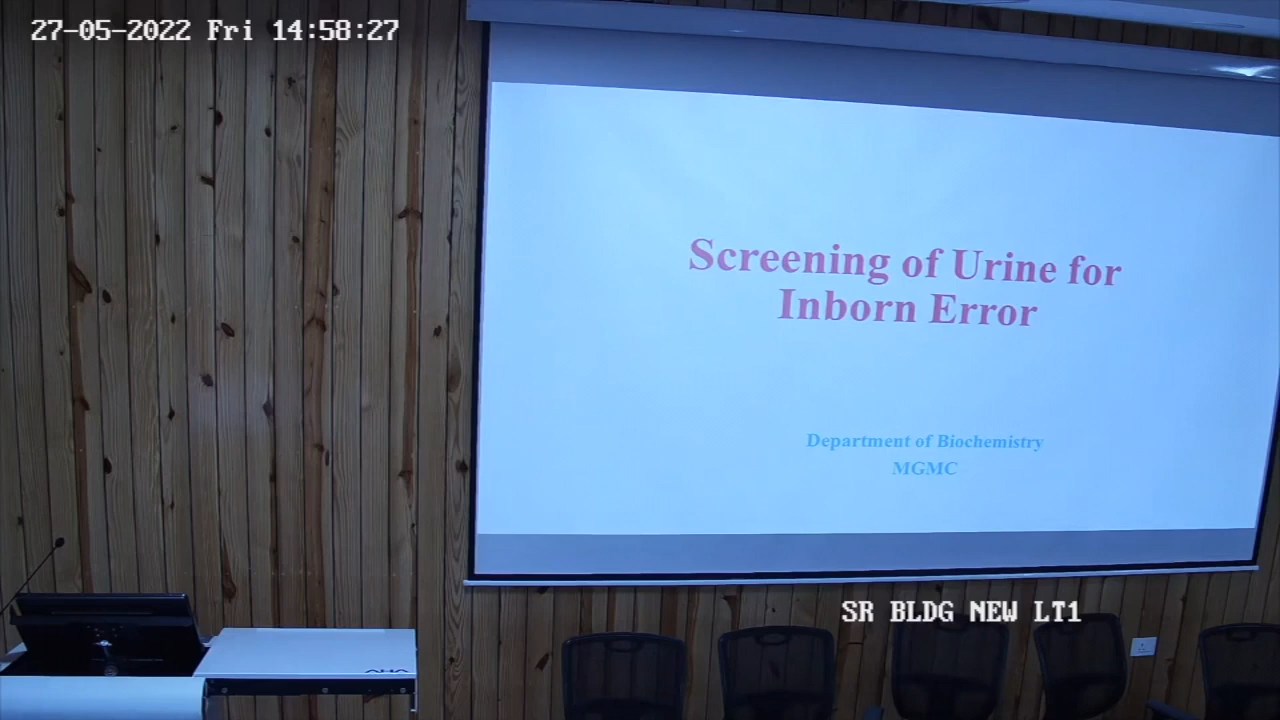 27-05-2022 Fri 14:58:27
Screening of Urine for
Inborn Error
Department of Biochemistry
MGMC
SR BLDG NEW LT1
AHA